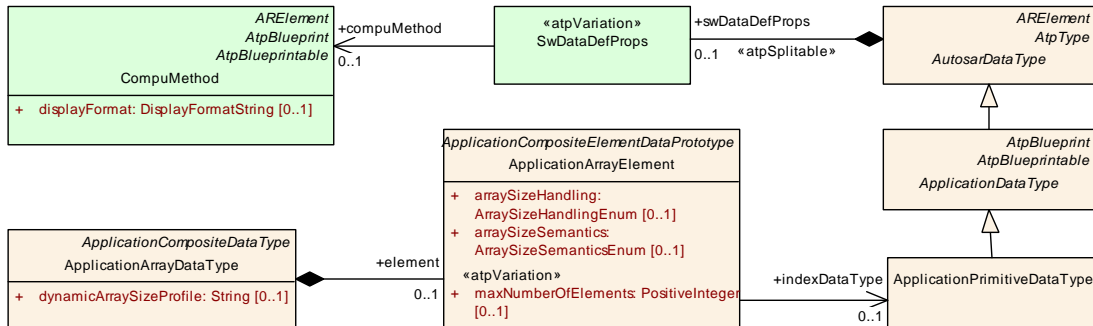 ARElement
AtpBlueprint
AtpBlueprintable
CompuMethod
+ displayFormat: DisplayFormatString [0..1]
+compuMethod
0..1
«atpVariation»
SwDataDefProps
+swDataDefProps
0..1
«atpSplitable»
ARElement
AtpType
AutosarDataType
AtpBlueprint
AtpBlueprintable
ApplicationDataType
ApplicationCompositeElementDataPrototype
ApplicationArrayElement
+ arraySizeHandling:
ArraySizeHandlingEnum [0..1]
+ arraySizeSemantics:
ArraySizeSemanticsEnum [0..1]
«atpVariation»
+ maxNumberOfElements: PositiveInteger
[0..1]
ApplicationCompositeDataType
ApplicationArrayDataType
+ dynamicArraySizeProfile: String [0..1]
+element
0..1
+indexDataType
0..1
ApplicationPrimitiveDataType